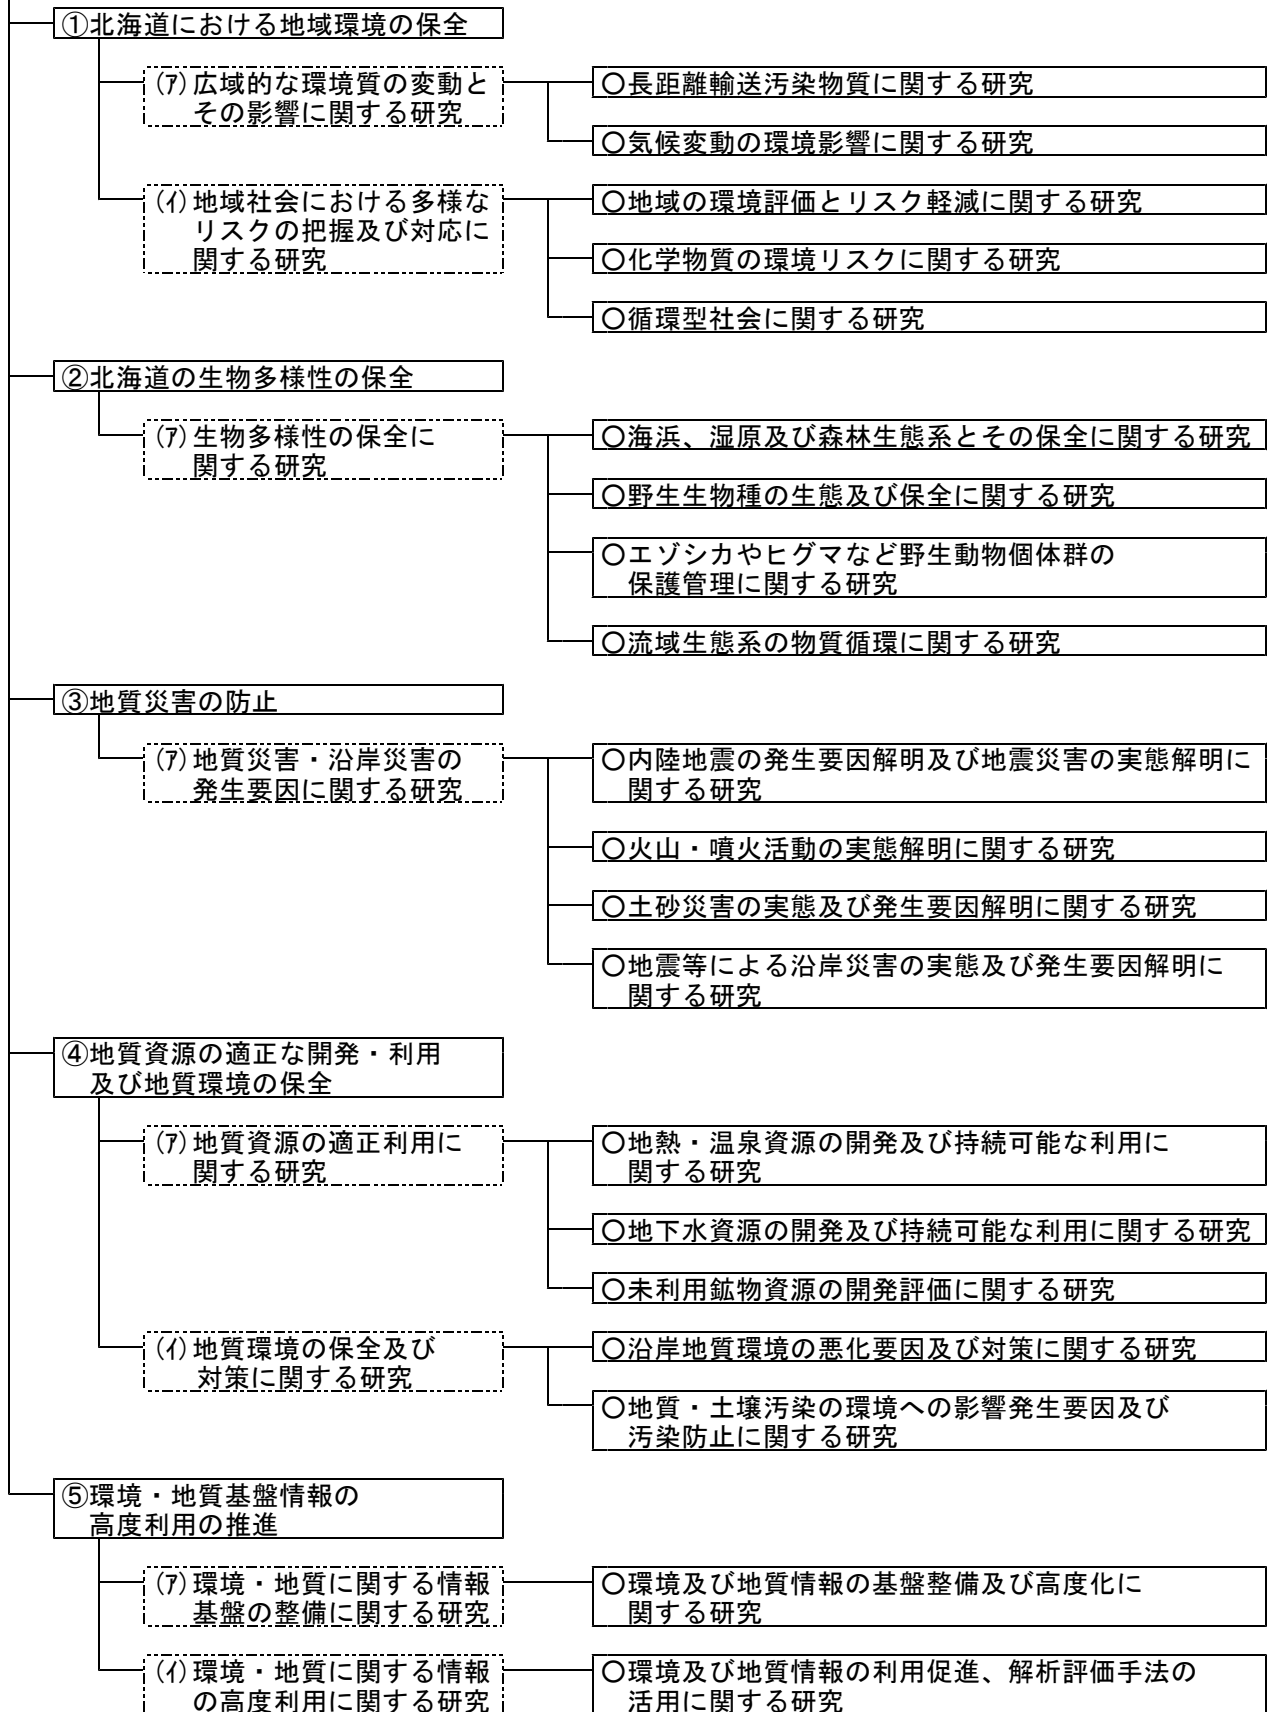 ①北海道における地域環境の保全
(ｱ)広域的な環境質の変動と
その影響に関する研究
○長距離輸送汚染物質に関する研究
○気候変動の環境影響に関する研究
(ｲ)地域社会における多様な
リスクの把握及び対応に
関する研究
○地域の環境評価とリスク軽減に関する研究
○化学物質の環境リスクに関する研究
○循環型社会に関する研究
②北海道の生物多様性の保全
(ｱ)生物多様性の保全に
関する研究
○海浜、湿原及び森林生態系とその保全に関する研究
○野生生物種の生態及び保全に関する研究
○エゾシカやヒグマなど野生動物個体群の
保護管理に関する研究
○流域生態系の物質循環に関する研究
③地質災害の防止
(ｱ)地質災害・沿岸災害の
発生要因に関する研究
○内陸地震の発生要因解明及び地震災害の実態解明に
関する研究
○火山・噴火活動の実態解明に関する研究
○土砂災害の実態及び発生要因解明に関する研究
○地震等による沿岸災害の実態及び発生要因解明に
関する研究
④地質資源の適正な開発・利用
及び地質環境の保全
(ｱ)地質資源の適正利用に
関する研究
○地熱・温泉資源の開発及び持続可能な利用に
関する研究
○地下水資源の開発及び持続可能な利用に関する研究
○未利用鉱物資源の開発評価に関する研究
(ｲ)地質環境の保全及び
対策に関する研究
○沿岸地質環境の悪化要因及び対策に関する研究
○地質・土壌汚染の環境への影響発生要因及び
汚染防止に関する研究
⑤環境・地質基盤情報の
高度利用の推進
(ｱ)環境・地質に関する情報
基盤の整備に関する研究
○環境及び地質情報の基盤整備及び高度化に
関する研究
(ｲ)環境・地質に関する情報
の高度利用に関する研究
○環境及び地質情報の利用促進、解析評価手法の
活用に関する研究